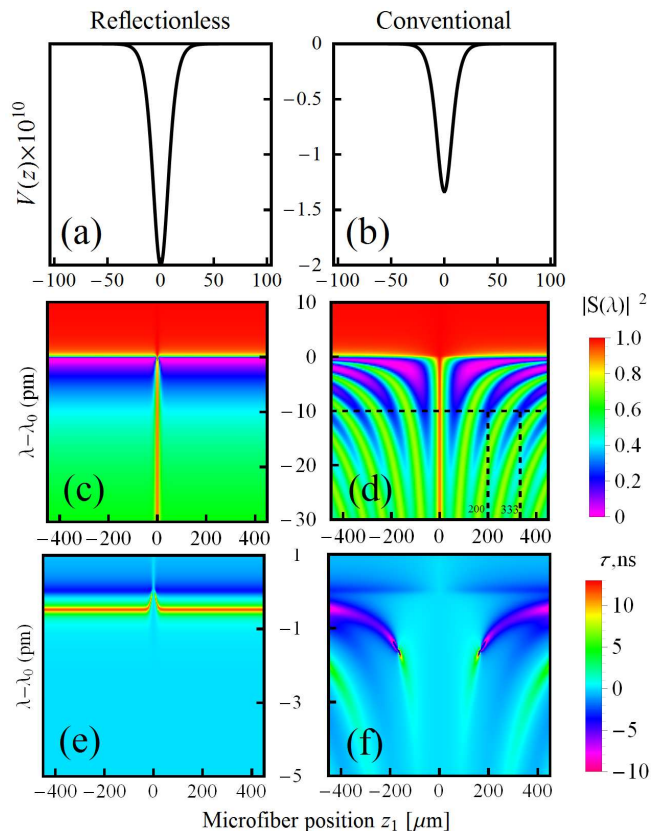 Reflectionless Conventional
V(z)×10¹⁰
0
−0.5
−1
−1.5
−2
(a) (b)
−100 −50 0 50 100 −100 −50 0 50 100
|S(λ)| ²
λ−λ₀ (pm)
10
0
−10
−20
−30
(c) (d)
200 333
1.0
0.8
0.6
0.4
0.2
0
−400 −200 0 200 400 −400 −200 0 200 400
τ,ns
λ−λ₀ (pm)
1
−1
−3
−5
(e) (f)
10
5
0
−5
−10
−400 −200 0 200 400 −400 −200 0 200 400
Microfiber position z₁ [μm]